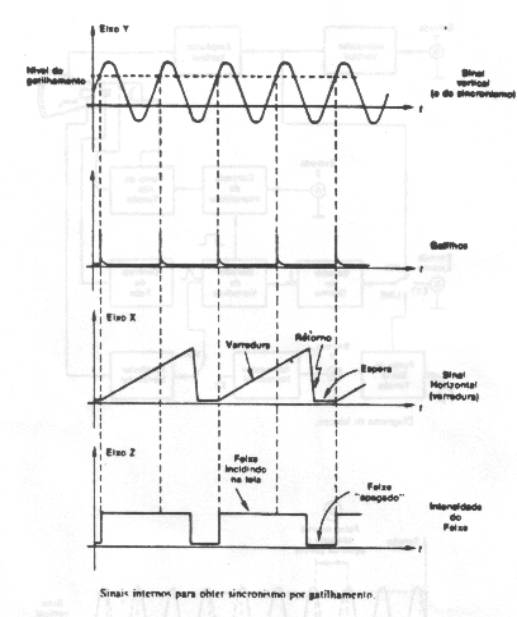 Eixo Y
Nível de
gatilhamento
t
Sinal
vertical
(e de sincronismo)
Gatilhos
t
Eixo X
Varredura
Retorno
Espera
Sinal
Horizontal
(varredura)
t
Eixo Z
Feixe
incidindo
na tela
Feixe
"apagado"
Intensidade
do
Feixe
t
Sinais internos para obter sincronismo por gatilhamento.